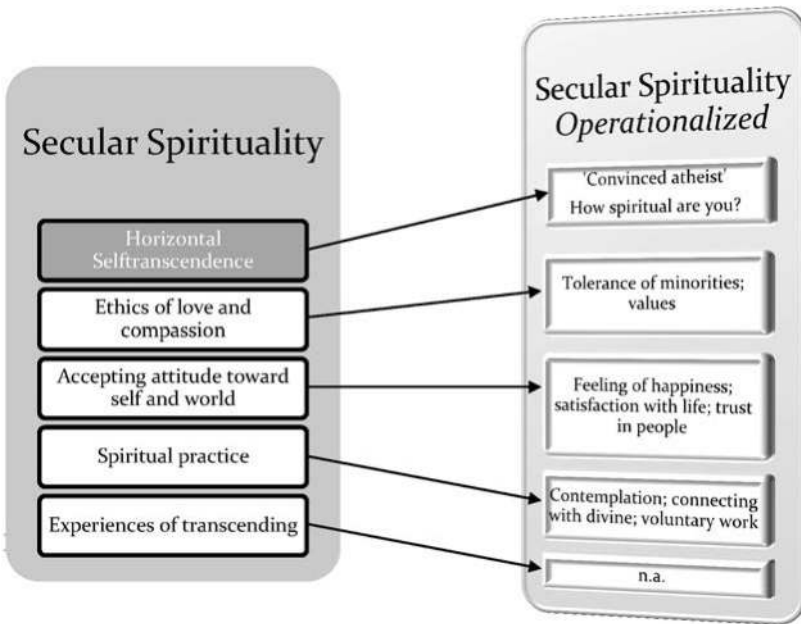 Secular Spirituality
Horizontal
Selftranscendence
Ethics of love and
compassion
Accepting attitude toward
self and world
Spiritual practice
Experiences of transcending
Secular Spirituality
Operationalized
'Convinced atheist'
How spiritual are you?
Tolerance of minorities;
values
Feeling of happiness;
satisfaction with life; trust
in people
Contemplation; connecting
with divine; voluntary work
n.a.